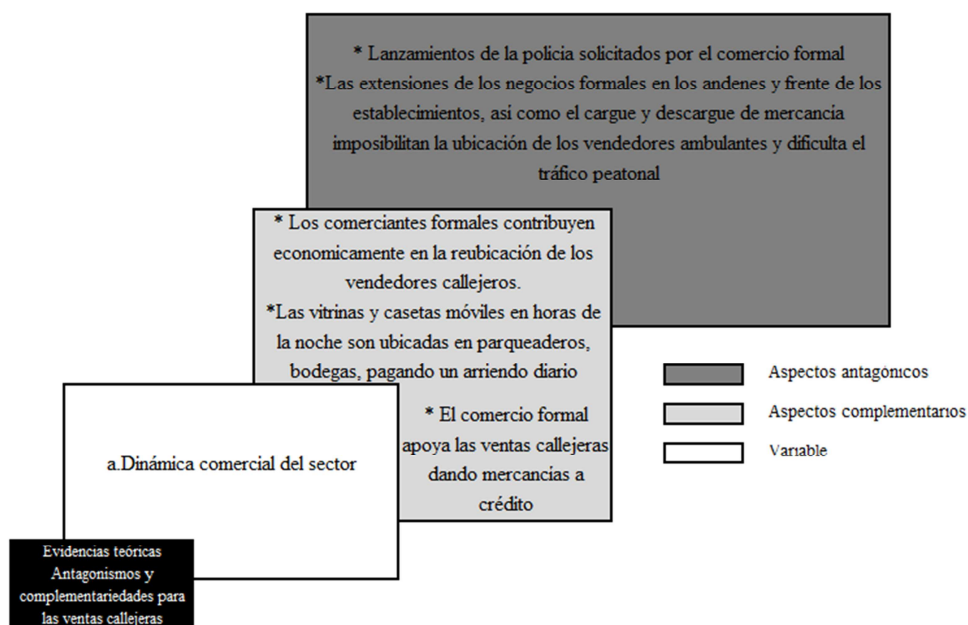 * Lanzamientos de la policia solicitados por el comercio formal
*Las extensiones de los negocios formales en los andenes y frente de los
establecimientos, así como el cargue y descargue de mercancía
imposibilitan la ubicación de los vendedores ambulantes y dificulta el
tráfico peatonal
* Los comerciantes formales contribuyen
economicamente en la reubicación de los
vendedores callejeros.
*Las vitrinas y casetas móviles en horas de
la noche son ubicadas en parqueaderos,
bodegas, pagando un arriendo diario
* El comercio formal
apoya las ventas callejeras
dando mercancías a
crédito
a.Dinámica comercial del sector
Evidencias teóricas
Antagonismos y
complementariedades para
las ventas callejeras
Aspectos antagónicos
Aspectos complementarios
Variable